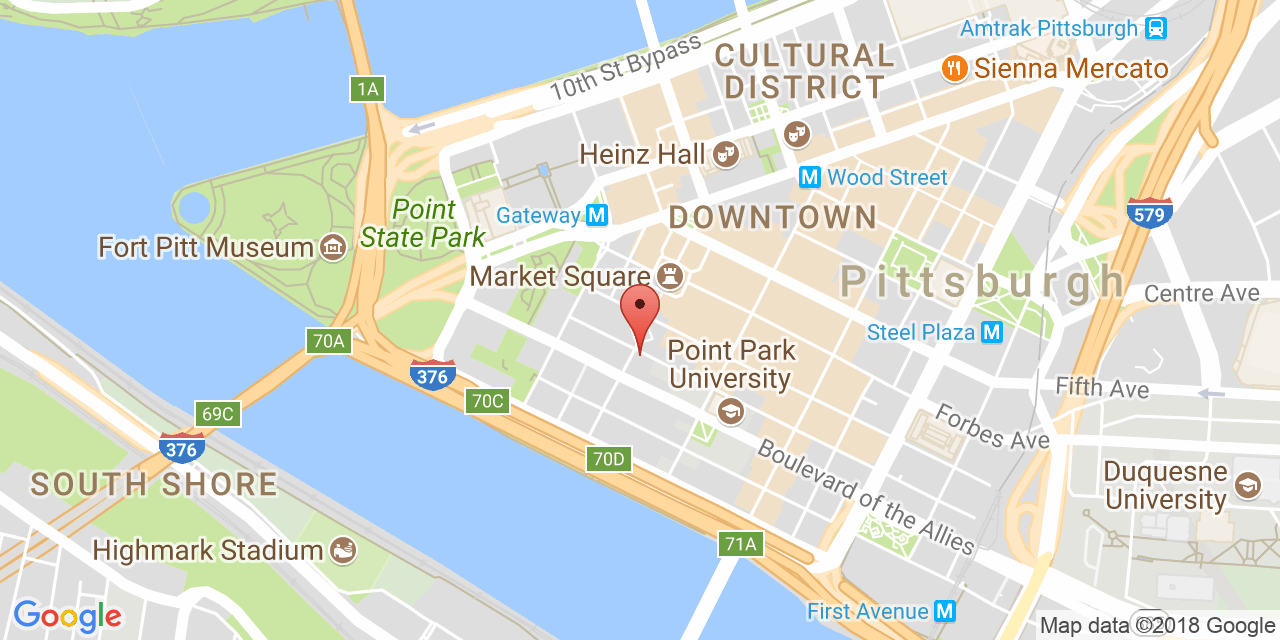 Amtrak Pittsburgh
1A
10th St Bypass
CULTURAL
DISTRICT
Sienna Mercato
Heinz Hall
M Wood Street
Point
State Park
Gateway M
DOWNTOWN
579
Fort Pitt Museum
Market Square
Pittsburgh
Centre Ave
Steel Plaza M
70A
Point Park
University
376
70C
Fifth Ave
69C
Forbes Ave
376
70D
Boulevard of the Allies
SOUTH SHORE
Duquesne
University
Highmark Stadium
71A
First Avenue M
Google
Map data ©2018 Google